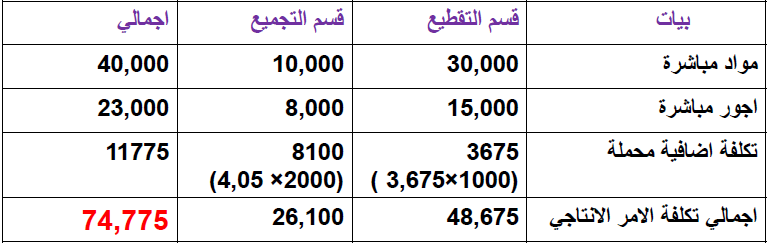 بيات قسم التقطيع قسم التجميع اجمالي
مواد مباشرة 30,000 10,000 40,000
اجور مباشرة 15,000 8,000 23,000
تكلفة اضافية محملة 3675 8100 11775
(3,675×1000 ) (4,05 ×2000)
اجمالي تكلفة الامر الانتاجي 48,675 26,100 74,775